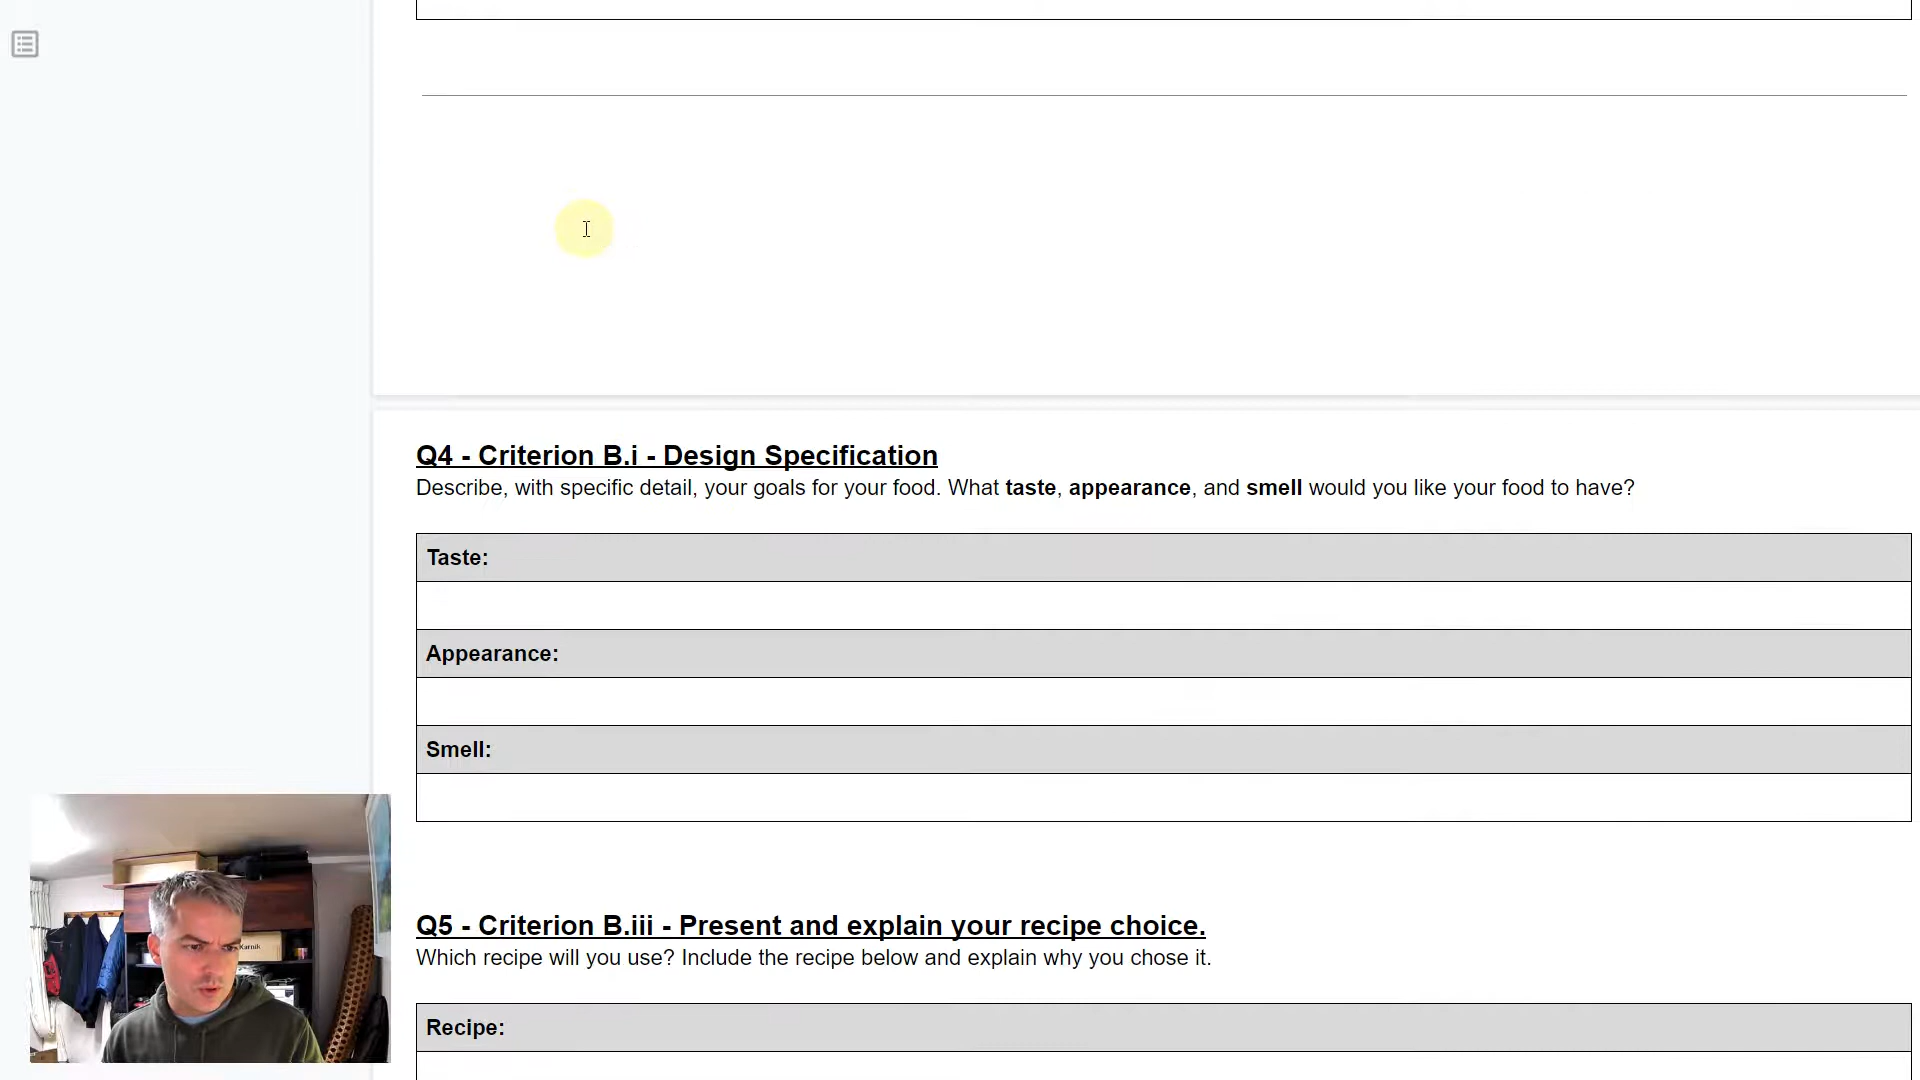 Q4 - Criterion B.i - Design Specification
Describe, with specific detail, your goals for your food. What taste, appearance, and smell would you like your food to have?
Taste:
Appearance:
Smell:
Q5 - Criterion B.iii - Present and explain your recipe choice.
Which recipe will you use? Include the recipe below and explain why you chose it.
Recipe:
Karnik